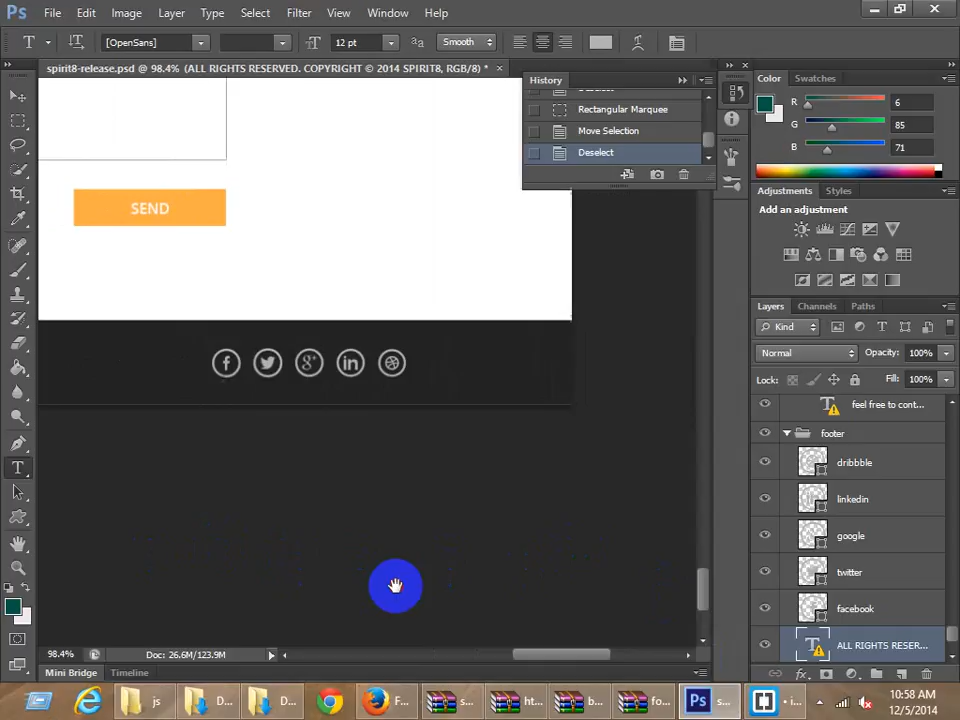 Ps File Edit Image Layer Type Select Filter View Window Help
T [OpenSans] 12 pt Smooth
spirit8-release.psd @ 98.4% (ALL RIGHTS RESERVED. COPYRIGHT © 2014 SPIRIT8, RGB/8) *
History
Rectangular Marquee
Move Selection
Deselect
SEND
Color Swatches
R 6
G 85
B 71
Adjustments Styles
Add an adjustment
Layers Channels Paths
Kind
Normal Opacity: 100%
Lock: Fill: 100%
feel free to cont...
footer
dribbble
linkedin
google
twitter
facebook
ALL RIGHTS RESER...
98.4% Doc: 26.6M/123.9M
Mini Bridge Timeline
js D... D... F... s... ht... b... fo... Ps s... i...
10:58 AM
12/5/2014